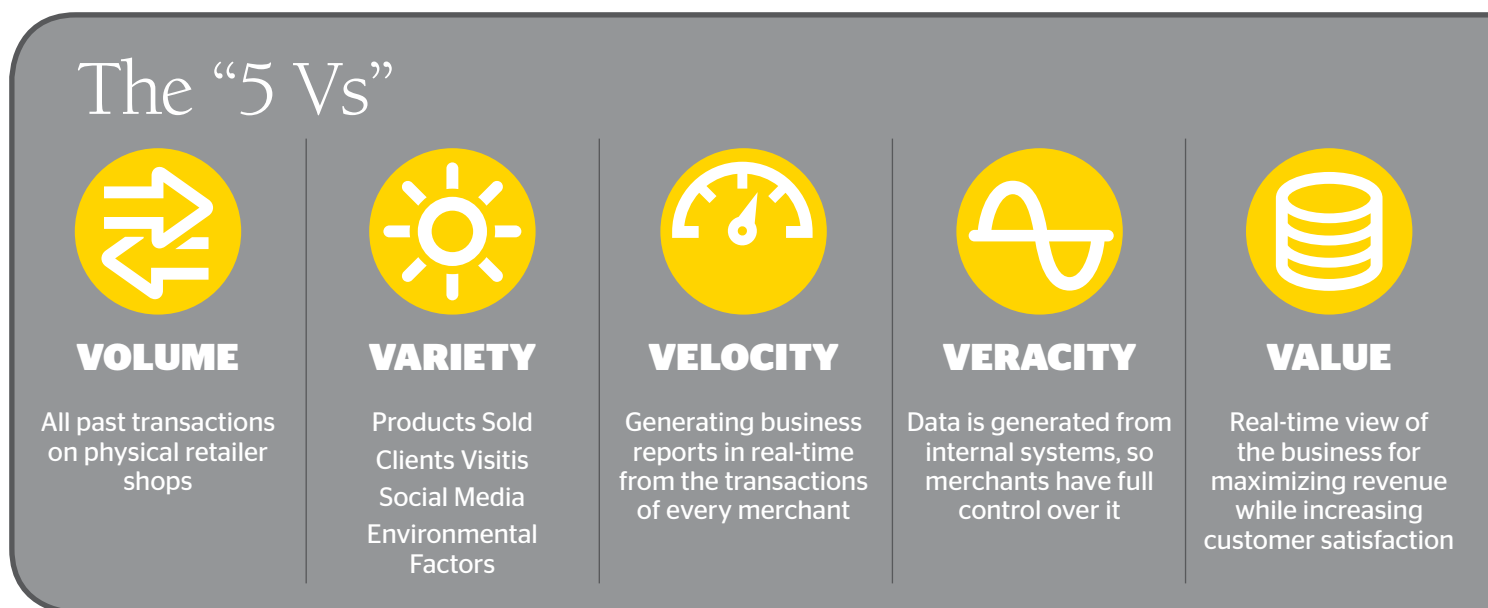 The “5 Vs”
VOLUME
All past transactions
on physical retailer
shops
VARIETY
Products Sold
Clients Visitis
Social Media
Environmental
Factors
VELOCITY
Generating business
reports in real-time
from the transactions
of every merchant
VERACITY
Data is generated from
internal systems, so
merchants have full
control over it
VALUE
Real-time view of
the business for
maximizing revenue
while increasing
customer satisfaction